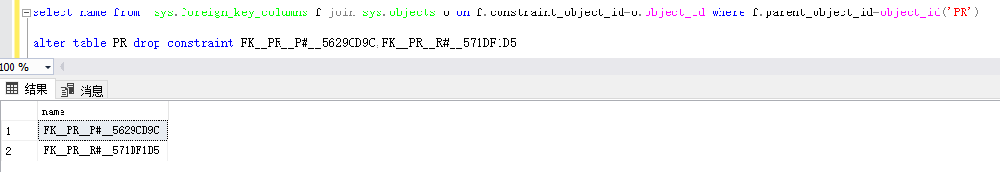 select name from  sys.foreign_key_columns f join sys.objects o on f.constraint_object_id=o.object_id where f.parent_object_id=object_id('PR')
alter table PR drop constraint FK__PR__P#__5629CD9C,FK__PR__R#__571DF1D5
100 %
结果 消息
name
1 FK__PR__P#__5629CD9C
2 FK__PR__R#__571DF1D5